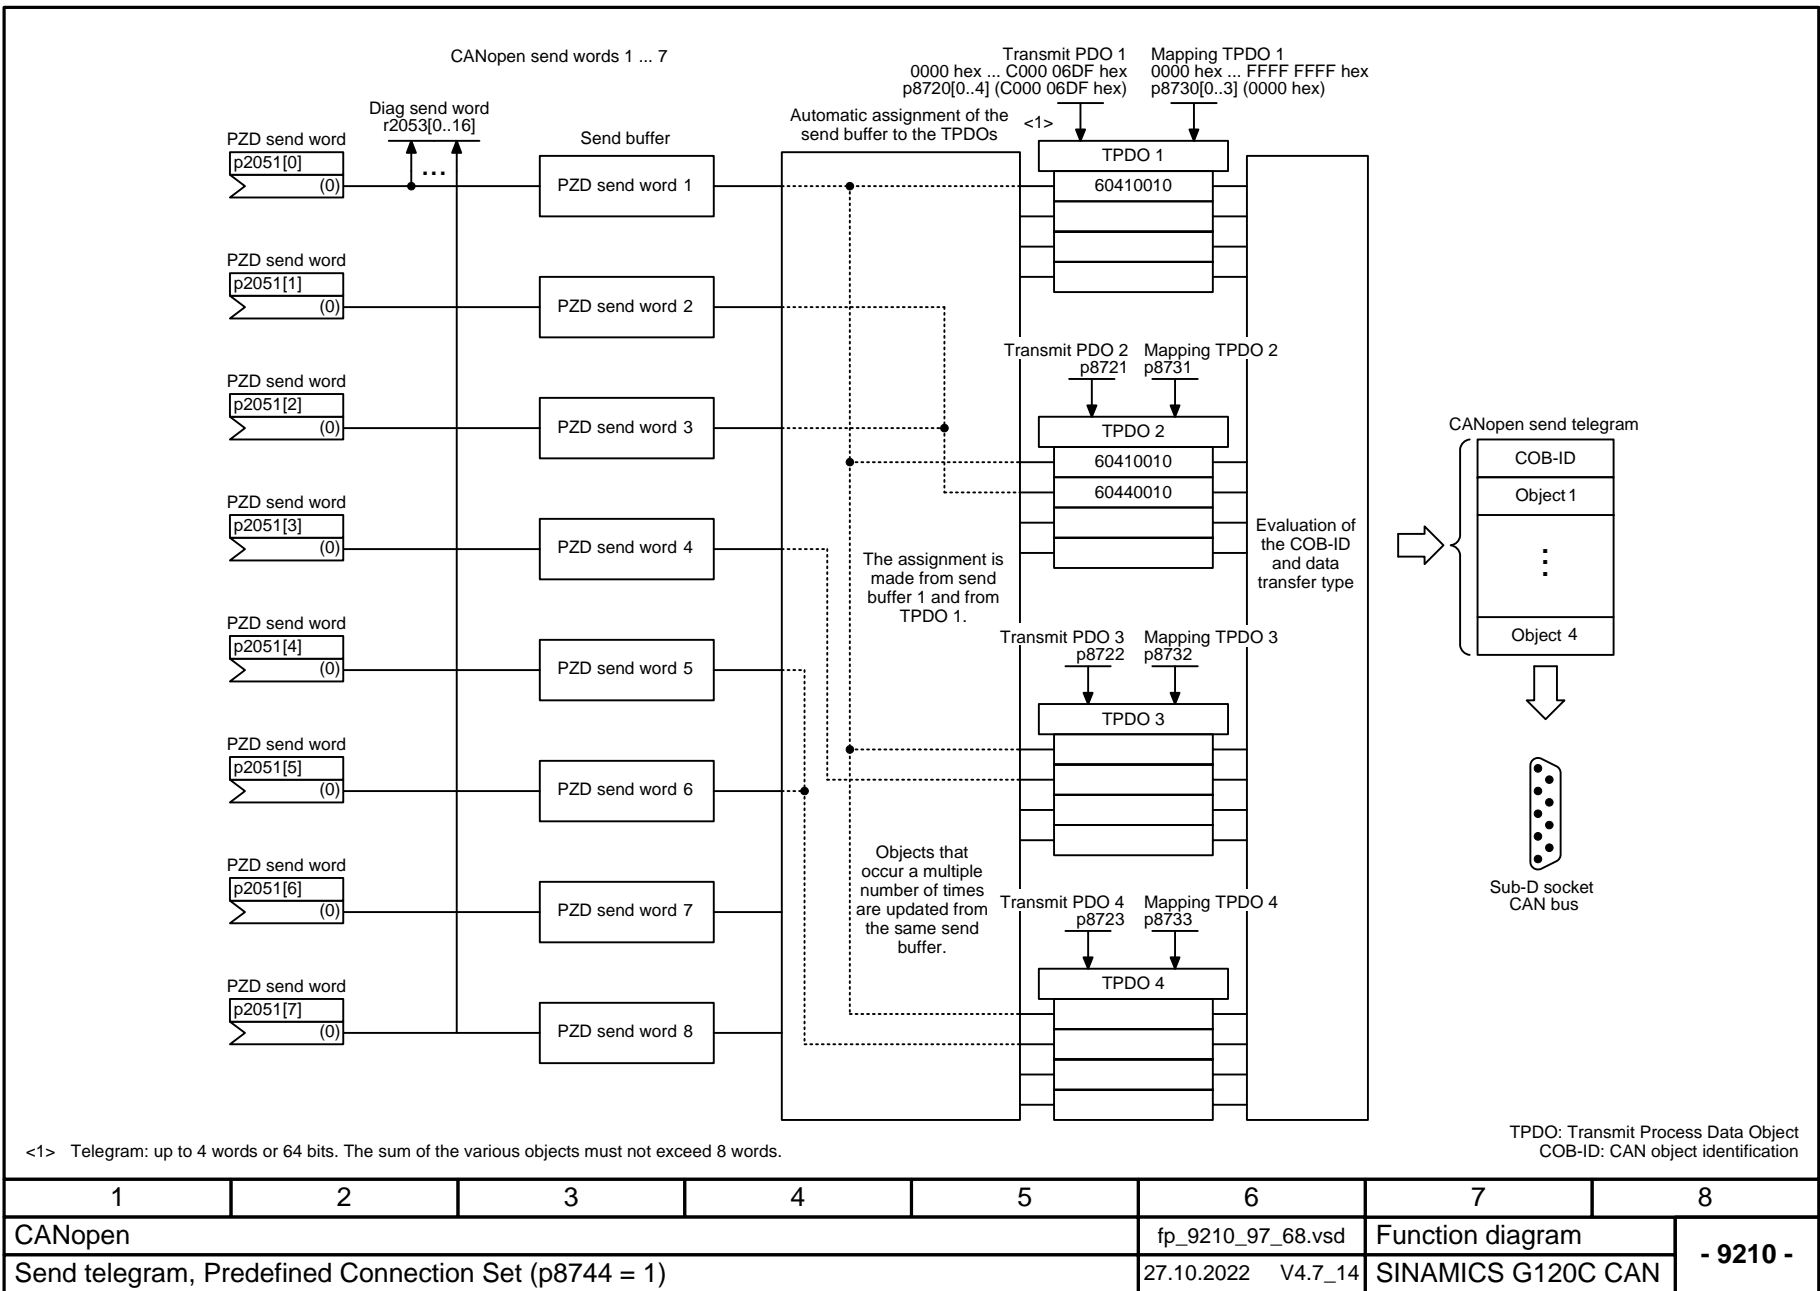 CANopen send words 1 ... 7
Transmit PDO 1
0000 hex ... C000 06DF hex
p8720[0..4] (C000 06DF hex)
Mapping TPDO 1
0000 hex ... FFFF FFFF hex
p8730[0..3] (0000 hex)
Diag send word
r2053[0..16]
...
Send buffer
Automatic assignment of the
send buffer to the TPDOs
<1>
PZD send word
p2051[0]
(0)
PZD send word 1
TPDO 1
60410010
PZD send word
p2051[1]
(0)
PZD send word 2
Transmit PDO 2
p8721
Mapping TPDO 2
p8731
PZD send word
p2051[2]
(0)
PZD send word 3
TPDO 2
60410010
60440010
PZD send word
p2051[3]
(0)
PZD send word 4
The assignment is
made from send
buffer 1 and from
TPDO 1.
Evaluation of
the COB-ID
and data
transfer type
CANopen send telegram
COB-ID
Object 1
⋮
Object 4
PZD send word
p2051[4]
(0)
PZD send word 5
Transmit PDO 3
p8722
Mapping TPDO 3
p8732
TPDO 3
PZD send word
p2051[5]
(0)
PZD send word 6
Sub-D socket
CAN bus
PZD send word
p2051[6]
(0)
PZD send word 7
Objects that
occur a multiple
number of times
are updated from
the same send
buffer.
Transmit PDO 4
p8723
Mapping TPDO 4
p8733
TPDO 4
PZD send word
p2051[7]
(0)
PZD send word 8
<1> Telegram: up to 4 words or 64 bits. The sum of the various objects must not exceed 8 words.
TPDO: Transmit Process Data Object
COB-ID: CAN object identification
1 2 3 4 5 6 7 8
CANopen
fp_9210_97_68.vsd
Function diagram
- 9210 -
Send telegram, Predefined Connection Set (p8744 = 1)
27.10.2022 V4.7_14
SINAMICS G120C CAN